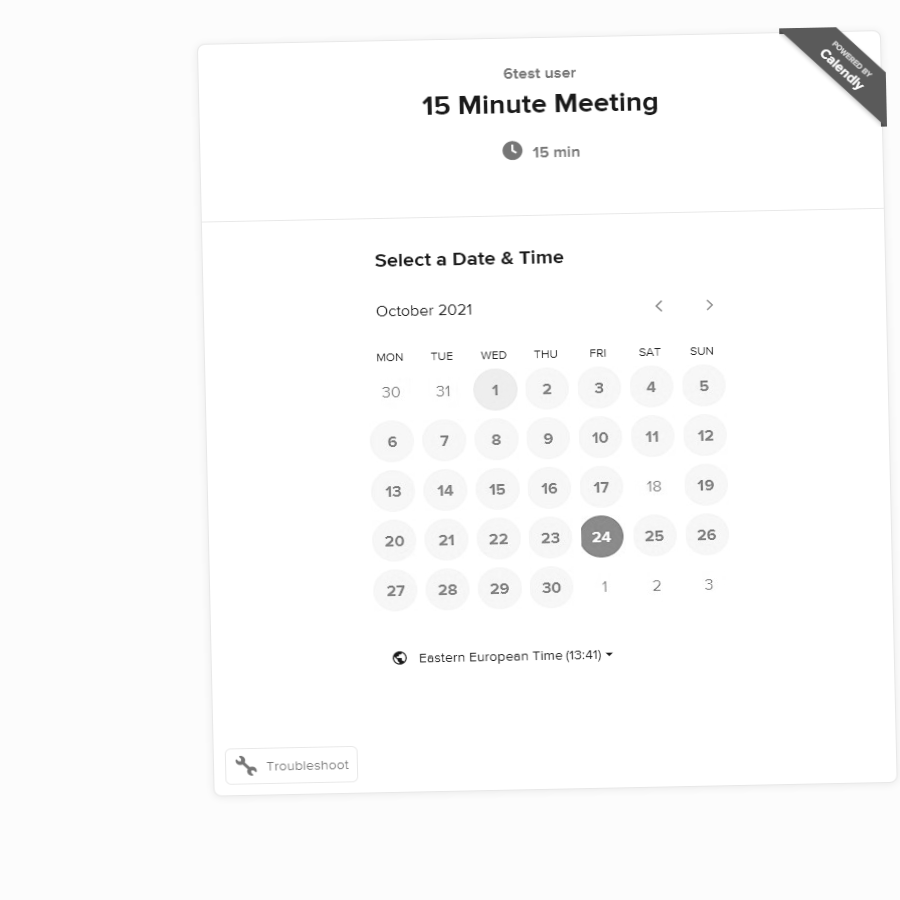 POWERED BY
Calendly
6test user
15 Minute Meeting
15 min
Select a Date & Time
October 2021
MON TUE WED THU FRI SAT SUN
30 31 1 2 3 4 5
6 7 8 9 10 11 12
13 14 15 16 17 18 19
20 21 22 23 24 25 26
27 28 29 30 1 2 3
Eastern European Time (13:41)
Troubleshoot